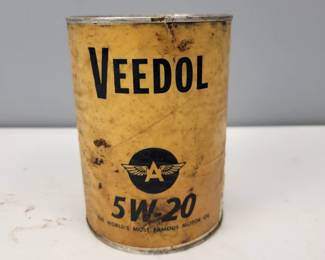 VEEDOL
A
5W-20
THE WORLD'S MOST FAMOUS MOTOR OIL